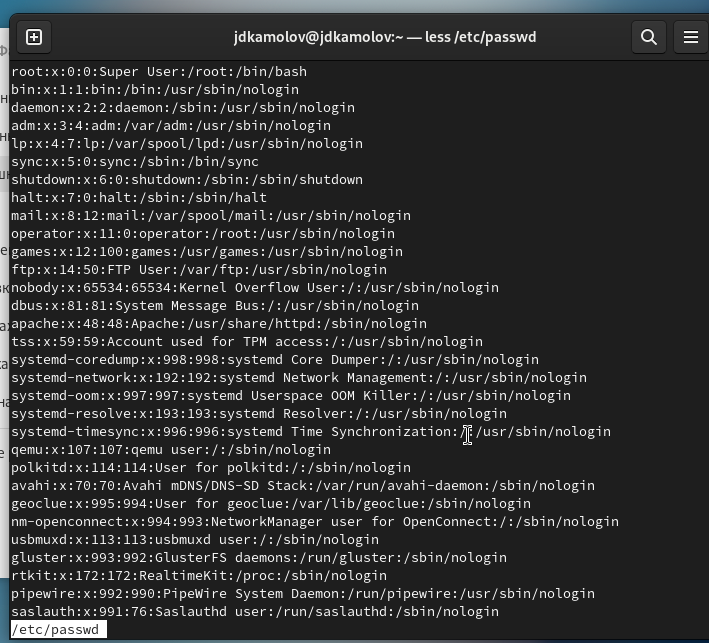 jdkamolov@jdkamolov:~ — less /etc/passwd
root:x:0:0:Super User:/root:/bin/bash
bin:x:1:1:bin:/bin:/usr/sbin/nologin
daemon:x:2:2:daemon:/sbin:/usr/sbin/nologin
adm:x:3:4:adm:/var/adm:/usr/sbin/nologin
lp:x:4:7:lp:/var/spool/lpd:/usr/sbin/nologin
sync:x:5:0:sync:/sbin:/bin/sync
shutdown:x:6:0:shutdown:/sbin:/sbin/shutdown
halt:x:7:0:halt:/sbin:/sbin/halt
mail:x:8:12:mail:/var/spool/mail:/usr/sbin/nologin
operator:x:11:0:operator:/root:/usr/sbin/nologin
games:x:12:100:games:/usr/games:/usr/sbin/nologin
ftp:x:14:50:FTP User:/var/ftp:/usr/sbin/nologin
nobody:x:65534:65534:Kernel Overflow User:/:/usr/sbin/nologin
dbus:x:81:81:System Message Bus:/:/usr/sbin/nologin
apache:x:48:48:Apache:/usr/share/httpd:/sbin/nologin
tss:x:59:59:Account used for TPM access:/:/usr/sbin/nologin
systemd-coredump:x:998:998:systemd Core Dumper:/:/usr/sbin/nologin
systemd-network:x:192:192:systemd Network Management:/:/usr/sbin/nologin
systemd-oom:x:997:997:systemd Userspace OOM Killer:/:/usr/sbin/nologin
systemd-resolve:x:193:193:systemd Resolver:/:/usr/sbin/nologin
systemd-timesync:x:996:996:systemd Time Synchronization:/:/usr/sbin/nologin
qemu:x:107:107:qemu user:/:/sbin/nologin
polkitd:x:114:114:User for polkitd:/:/sbin/nologin
avahi:x:70:70:Avahi mDNS/DNS-SD Stack:/var/run/avahi-daemon:/sbin/nologin
geoclue:x:995:994:User for geoclue:/var/lib/geoclue:/sbin/nologin
nm-openconnect:x:994:993:NetworkManager user for OpenConnect:/:/sbin/nologin
usbmuxd:x:113:113:usbmuxd user:/:/sbin/nologin
gluster:x:993:992:GlusterFS daemons:/run/gluster:/sbin/nologin
rtkit:x:172:172:RealtimeKit:/proc:/sbin/nologin
pipewire:x:992:990:PipeWire System Daemon:/run/pipewire:/usr/sbin/nologin
saslauth:x:991:76:Saslauthd user:/run/saslauthd:/sbin/nologin
/etc/passwd